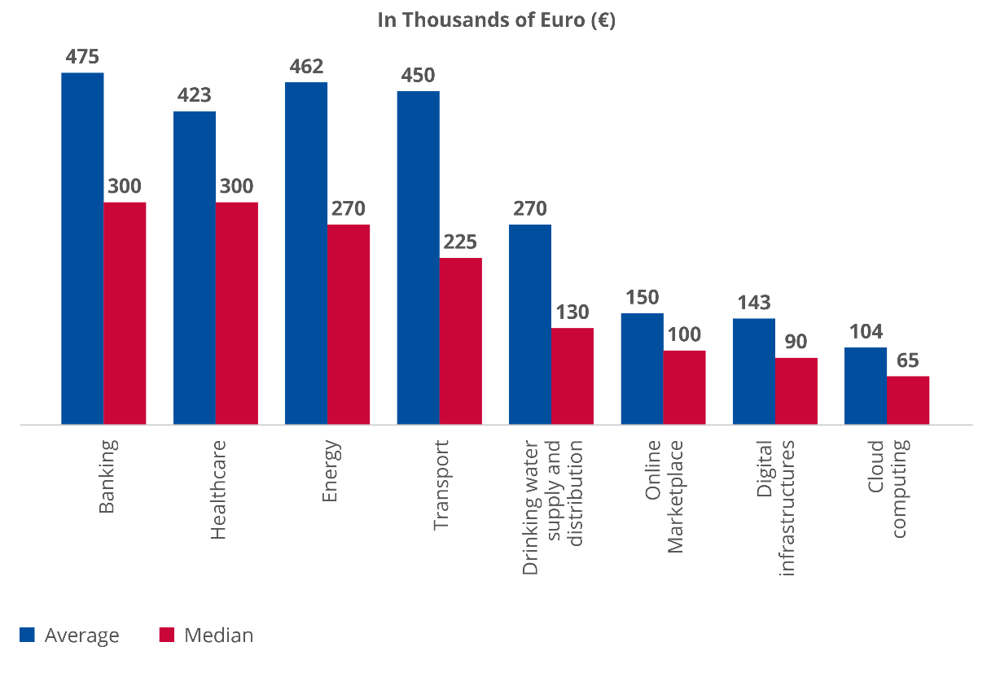 In Thousands of Euro (€)
475
300
423
300
462
270
450
225
270
130
150
100
143
90
104
65
Banking
Healthcare
Energy
Transport
Drinking water
supply and
distribution
Online
Marketplace
Digital
infrastructures
Cloud
computing
Average
Median